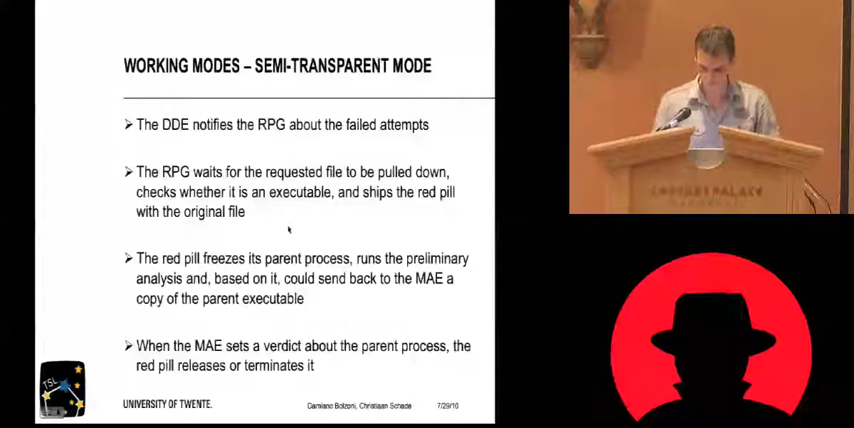 WORKING MODES – SEMI-TRANSPARENT MODE
➤ The DDE notifies the RPG about the failed attempts
➤ The RPG waits for the requested file to be pulled down,
checks whether it is an executable, and ships the red pill
with the original file
➤ The red pill freezes its parent process, runs the preliminary
analysis and, based on it, could send back to the MAE a
copy of the parent executable
➤ When the MAE sets a verdict about the parent process, the
red pill releases or terminates it
TSL
UNIVERSITY OF TWENTE.
Damiano Bolzoni, Christiaan Schade
7/29/10
PALACE